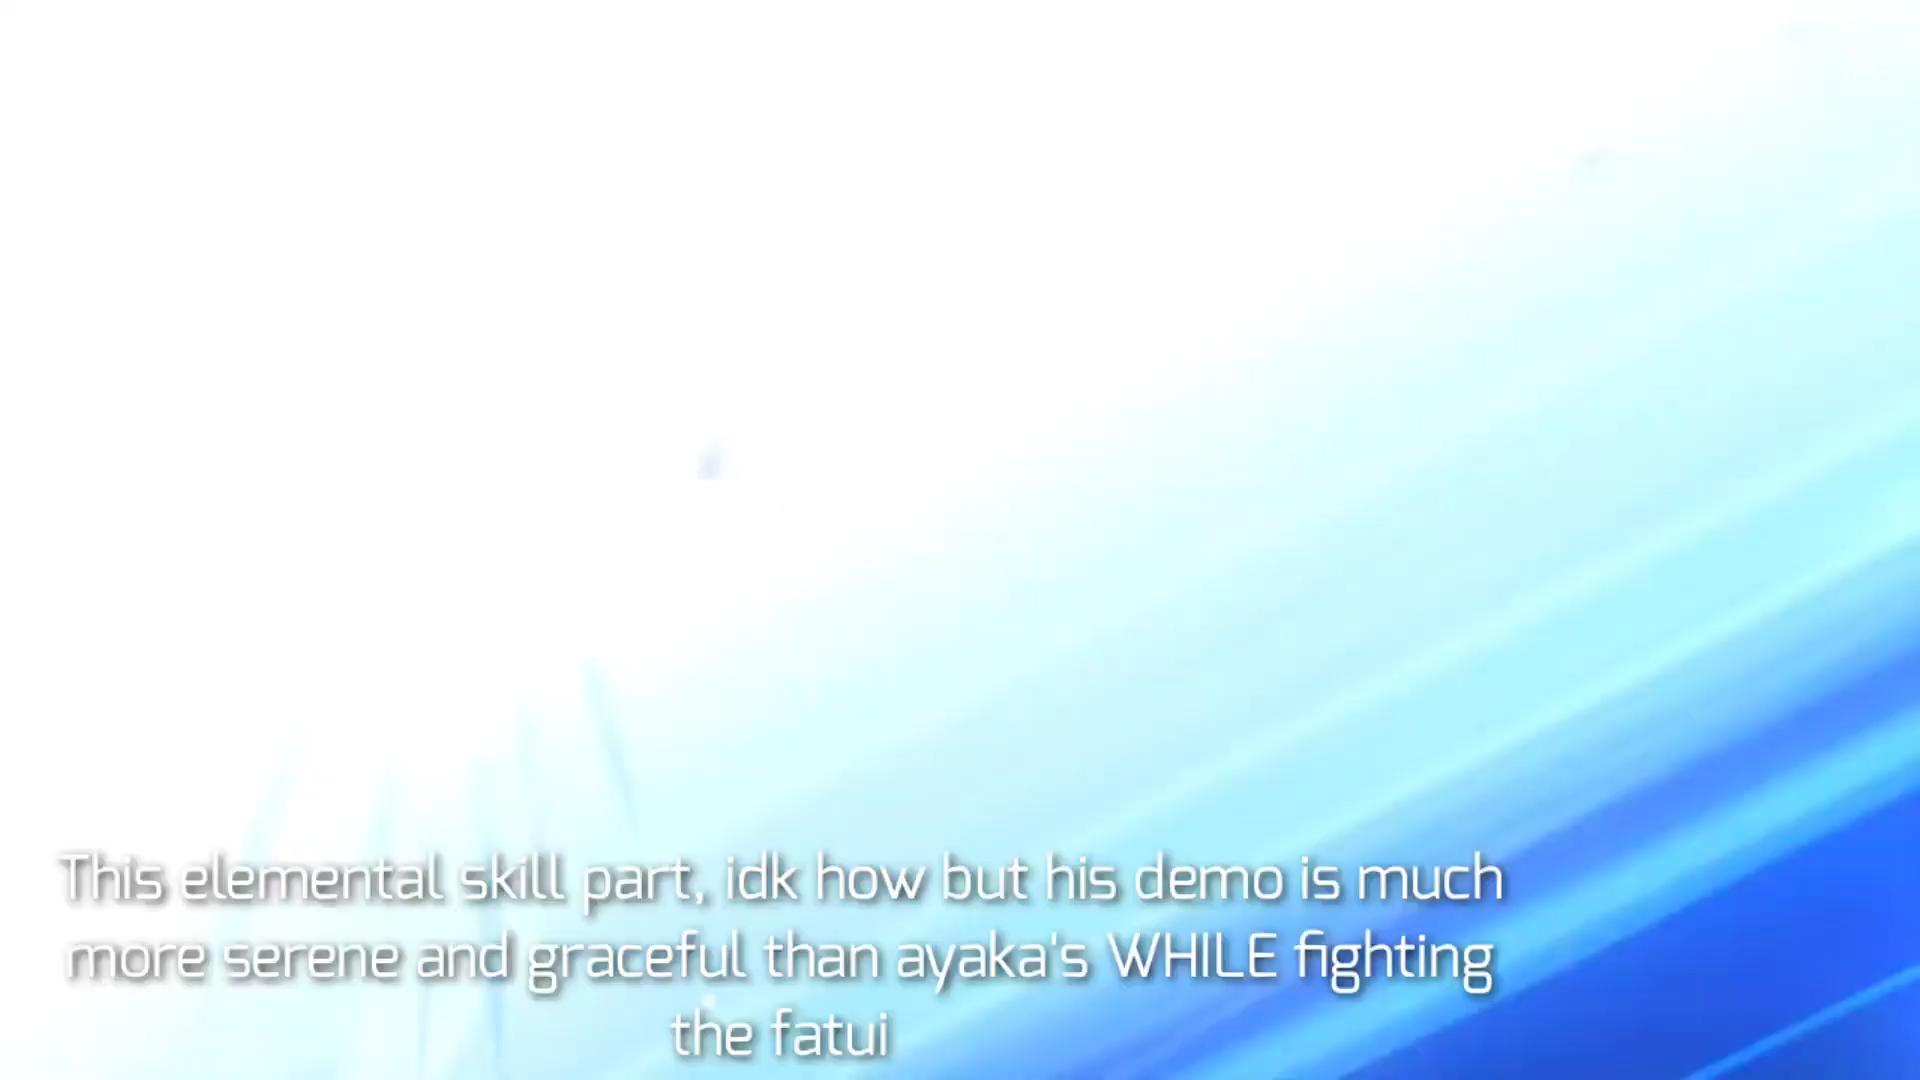 This elemental skill part, idk how but his demo is much
more serene and graceful than ayaka's WHILE fighting
the fatui